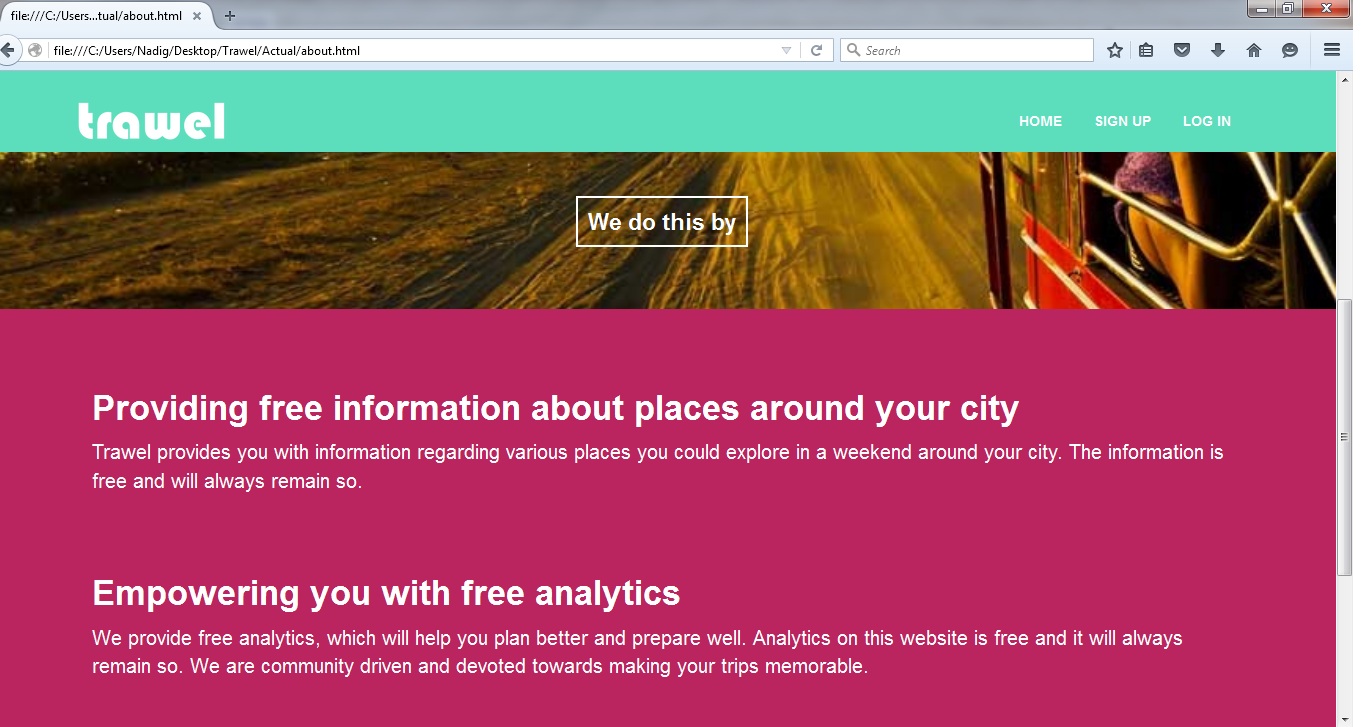 file:///C:/Users...tual/about.html
file:///C:/Users/Nadig/Desktop/Trawel/Actual/about.html
Search
trawel
HOME SIGN UP LOG IN
We do this by
Providing free information about places around your city
Trawel provides you with information regarding various places you could explore in a weekend around your city. The information is
free and will always remain so.
Empowering you with free analytics
We provide free analytics, which will help you plan better and prepare well. Analytics on this website is free and it will always
remain so. We are community driven and devoted towards making your trips memorable.